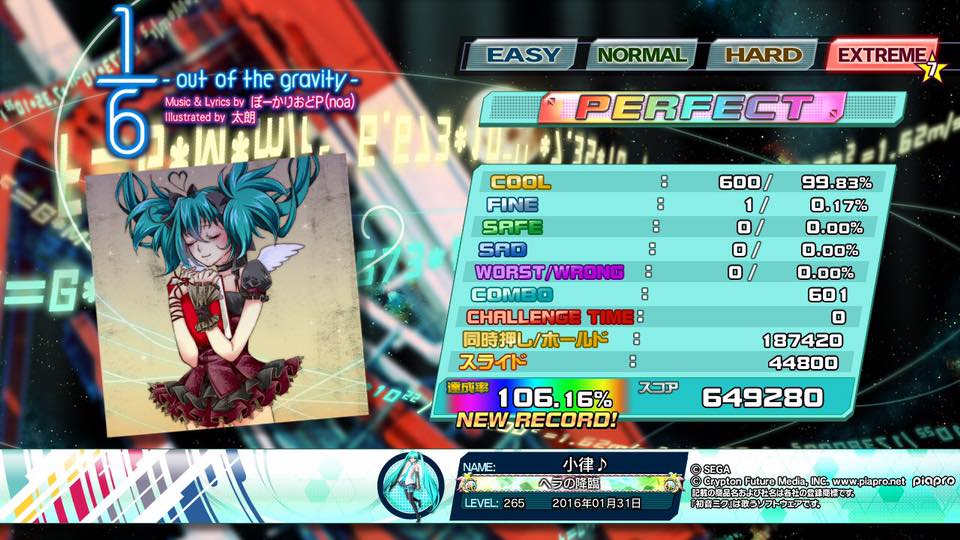 1
6
-out of the gravity-
Music & Lyrics by ぼーかりおどP(noa)
Illustrated by 太朗
EASY NORMAL HARD EXTREME 7
PERFECT
COOL : 600/ 99.83%
FINE : 1/ 0.17%
SAFE : 0/ 0.00%
SAD : 0/ 0.00%
WORST/WRONG : 0/ 0.00%
COMBO : 601
CHALLENGE TIME : 0
同時押し/ホールド : 187420
スライド : 44800
達成率 106.16% スコア 649280
NEW RECORD!
NAME: 小律♪
ヘラの降臨
LEVEL: 265 2016年01月31日
© SEGA
© Crypton Future Media, INC. www.piapro.net piapro
記載の商品名および社名は各社の登録商標です。
『初音ミク』は歌うソフトウェアです。